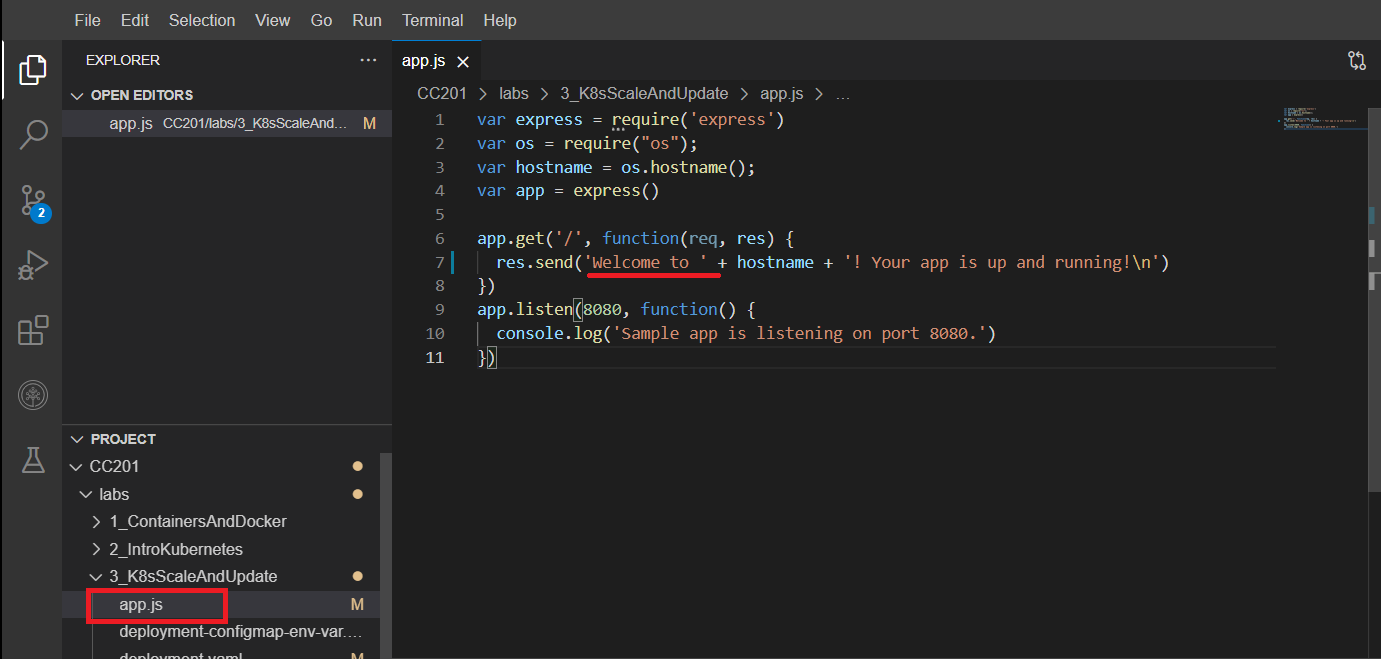 File Edit Selection View Go Run Terminal Help
EXPLORER ...
OPEN EDITORS
app.js CC201/labs/3_K8sScaleAnd... M
2
PROJECT
CC201
labs
1_ContainersAndDocker
2_IntroKubernetes
3_K8sScaleAndUpdate
app.js M
deployment-configmap-env-var....
deployment.yaml M
app.js
CC201 > labs > 3_K8sScaleAndUpdate > app.js > ...
1 var express = require('express')
2 var os = require("os");
3 var hostname = os.hostname();
4 var app = express()
5
6 app.get('/', function(req, res) {
7 res.send('Welcome to ' + hostname + '! Your app is up and running!\n')
8 })
9 app.listen(8080, function() {
10 console.log('Sample app is listening on port 8080.')
11 })